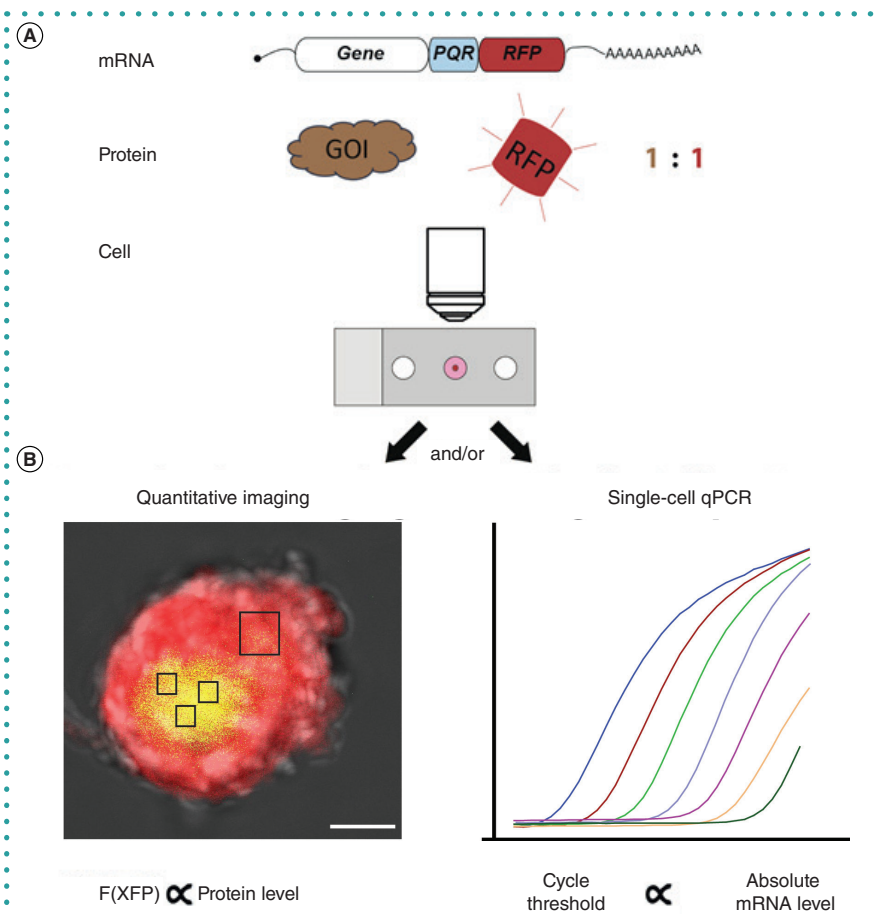 A
mRNA
Gene PQR RFP AAAAAAAAAA
Protein
GOI RFP 1 : 1
Cell
and/or
B
Quantitative imaging
Single-cell qPCR
F(XFP) ∝ Protein level
Cycle threshold ∝ Absolute mRNA level